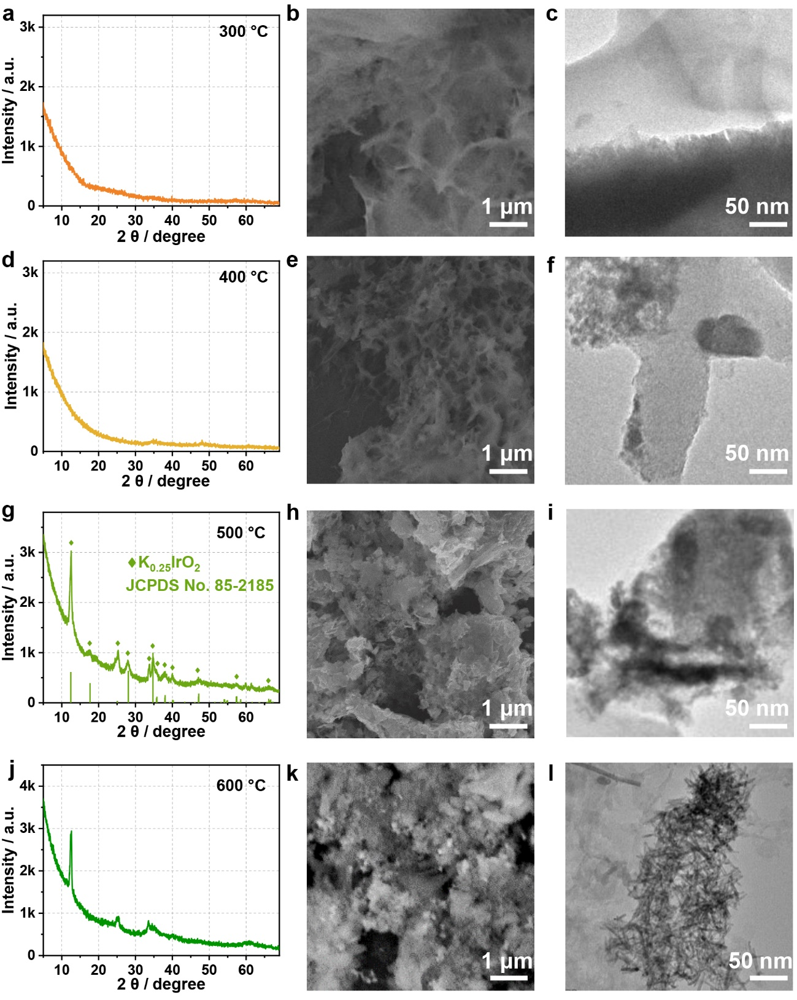 a
3k
2k
1k
0
Intensity / a.u.
300 °C
10 20 30 40 50 60
2 θ / degree
b
1 μm
c
50 nm
d
3k
2k
1k
0
Intensity / a.u.
400 °C
10 20 30 40 50 60
2 θ / degree
e
1 μm
f
50 nm
g
3k
2k
1k
0
Intensity / a.u.
500 °C
K0.25IrO2
JCPDS No. 85-2185
10 20 30 40 50 60
2 θ / degree
h
1 μm
i
50 nm
j
4k
3k
2k
1k
0
Intensity / a.u.
600 °C
10 20 30 40 50 60
2 θ / degree
k
1 μm
l
50 nm